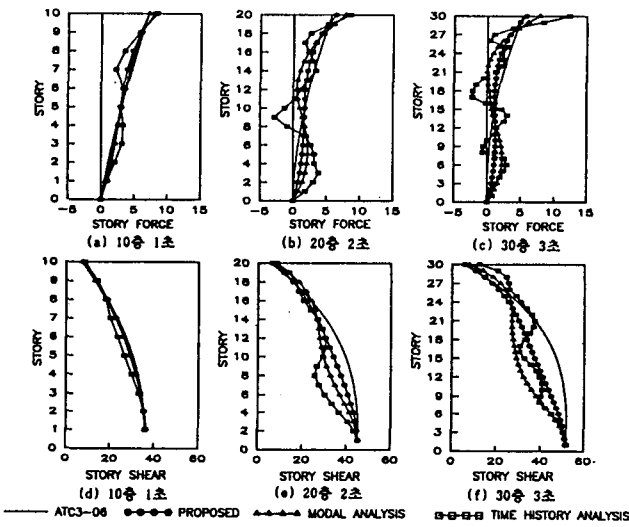 10
9
8
7
6
5
4
3
2
1
0
STORY
-5 0 5 10 15
STORY FORCE
(a) 10층 1초
20
18
16
14
12
10
8
6
4
2
0
STORY
-5 0 5 10 15
STORY FORCE
(b) 20층 2초
30
27
24
21
18
15
12
9
6
3
0
STORY
-5 0 5 10 15
STORY FORCE
(c) 30층 3초
10
9
8
7
6
5
4
3
2
1
0
STORY
0 20 40 60
STORY SHEAR
(d) 10층 1초
20
18
16
14
12
10
8
6
4
2
0
STORY
0 20 40 60
STORY SHEAR
(e) 20층 2초
30
27
24
21
18
15
12
9
6
3
0
STORY
0 20 40 60
STORY SHEAR
(f) 30층 3초
ATC3-06 PROPOSED MODAL ANALYSIS TIME HISTORY ANALYSIS